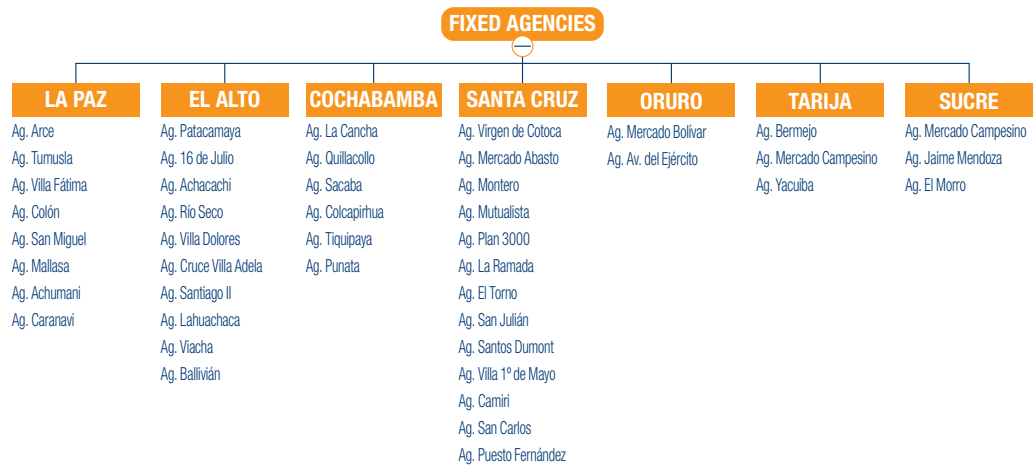 FIXED AGENCIES
LA PAZ
Ag. Arce
Ag. Tumusla
Ag. Villa Fátima
Ag. Colón
Ag. San Miguel
Ag. Mallasa
Ag. Achumani
Ag. Caranavi
EL ALTO
Ag. Patacamaya
Ag. 16 de Julio
Ag. Achacachi
Ag. Río Seco
Ag. Villa Dolores
Ag. Cruce Villa Adela
Ag. Santiago II
Ag. Lahuachaca
Ag. Viacha
Ag. Ballivián
COCHABAMBA
Ag. La Cancha
Ag. Quillacollo
Ag. Sacaba
Ag. Colcapirhua
Ag. Tiquipaya
Ag. Punata
SANTA CRUZ
Ag. Virgen de Cotoca
Ag. Mercado Abasto
Ag. Montero
Ag. Mutualista
Ag. Plan 3000
Ag. La Ramada
Ag. El Torno
Ag. San Julián
Ag. Santos Dumont
Ag. Villa 1º de Mayo
Ag. Camiri
Ag. San Carlos
Ag. Puesto Fernández
ORURO
Ag. Mercado Bolívar
Ag. Av. del Ejército
TARIJA
Ag. Bermejo
Ag. Mercado Campesino
Ag. Yacuiba
SUCRE
Ag. Mercado Campesino
Ag. Jaime Mendoza
Ag. El Morro